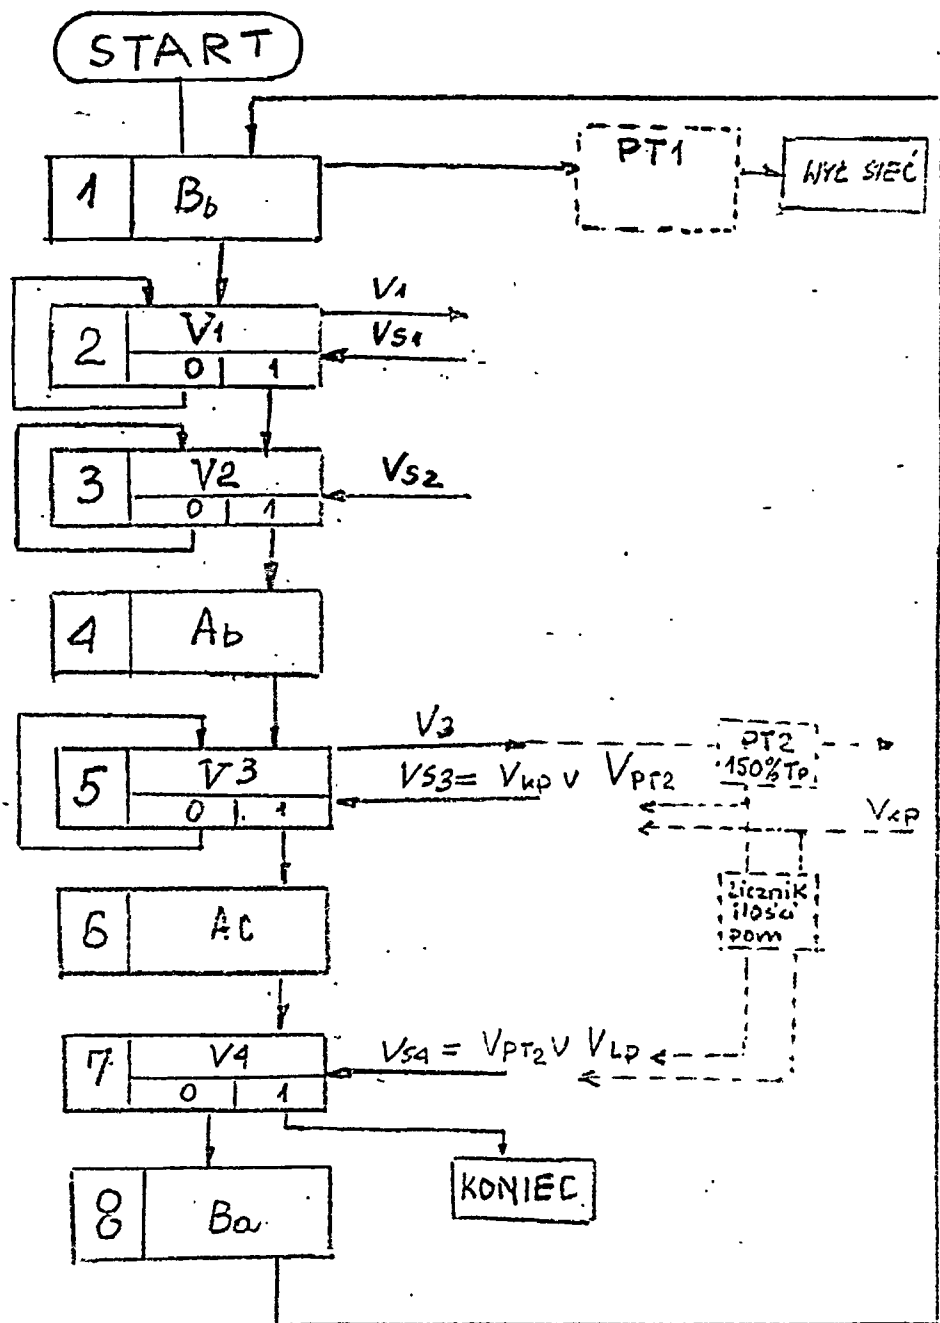 START
1 Bb PT1 WYŁ SIEĆ
2 V1 V1
VS1
0 1
3 V2 VS2
0 1
4 Ab
V3
5 V3 VS3 = Vkp ∨ VPT2 PT2
150% Tp
0 1 Vkp
6 Ac Licznik
ilości
pom
7 V4 VS4 = VPT2 ∨ VLp
0 1
KONIEC
8 Ba